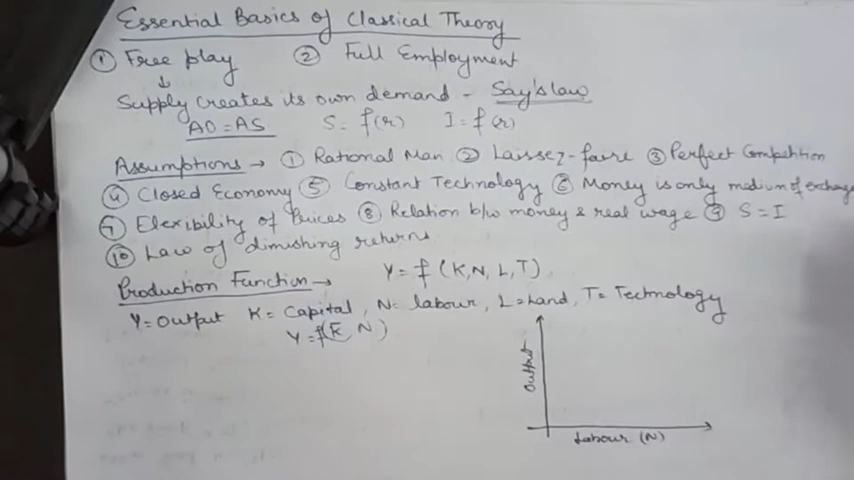 Essential Basics of Classical Theory
① Free play ② Full Employment
↓
Supply creates its own demand - Say's law
AD = AS S = f(r) I = f(r)
Assumptions → ① Rational Man ② Laissez-faire ③ Perfect Competition
④ Closed Economy ⑤ Constant Technology ⑥ Money is only medium of exchange
⑦ Flexibility of Prices ⑧ Relation b/w money & real wage ⑨ S = I
⑩ Law of diminishing returns
Production Function → Y = f (K, N, L, T)
Y = Output K = Capital, N = labour, L = Land, T = Technology
Y = f(K̅, N)
Output
Labour (N)